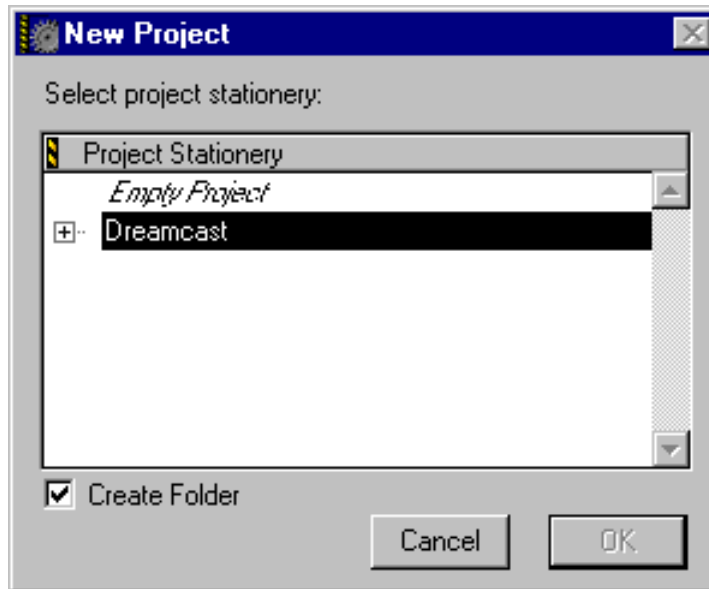 New Project
Select project stationery:
Project Stationery
Empty Project
Dreamcast
Create Folder
Cancel
OK